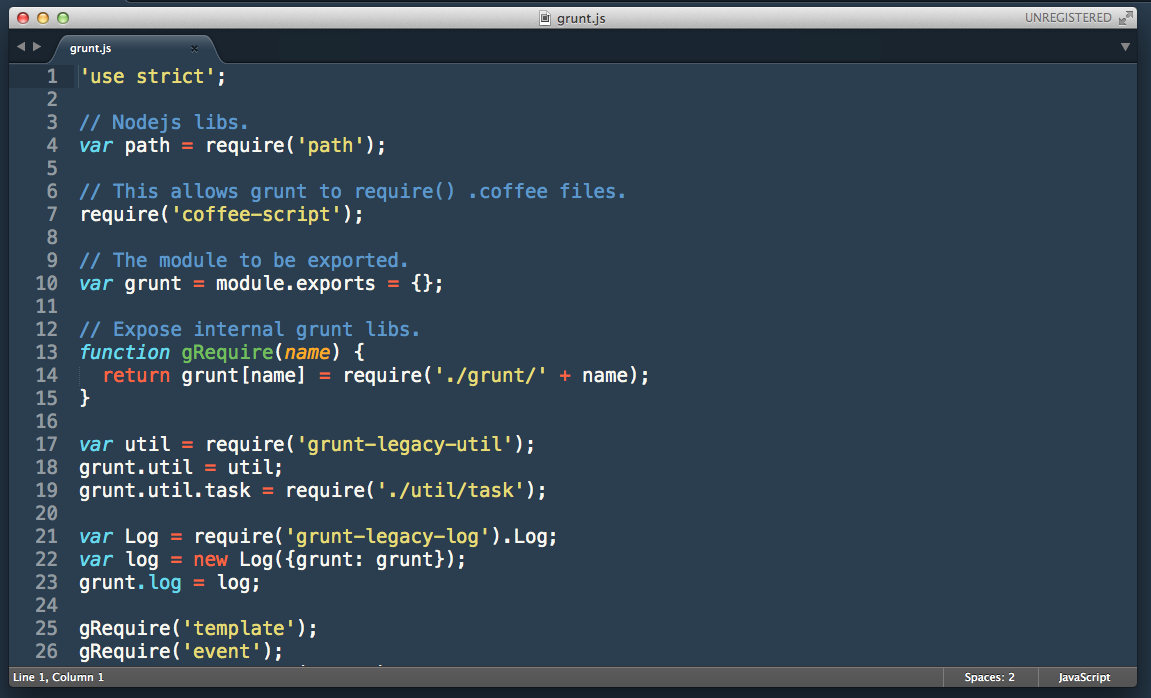 grunt.js
UNREGISTERED
grunt.js
1 'use strict';
2
3 // Nodejs libs.
4 var path = require('path');
5
6 // This allows grunt to require() .coffee files.
7 require('coffee-script');
8
9 // The module to be exported.
10 var grunt = module.exports = {};
11
12 // Expose internal grunt libs.
13 function gRequire(name) {
14   return grunt[name] = require('./grunt/' + name);
15 }
16
17 var util = require('grunt-legacy-util');
18 grunt.util = util;
19 grunt.util.task = require('./util/task');
20
21 var Log = require('grunt-legacy-log').Log;
22 var log = new Log({grunt: grunt});
23 grunt.log = log;
24
25 gRequire('template');
26 gRequire('event');
Line 1, Column 1
Spaces: 2
JavaScript